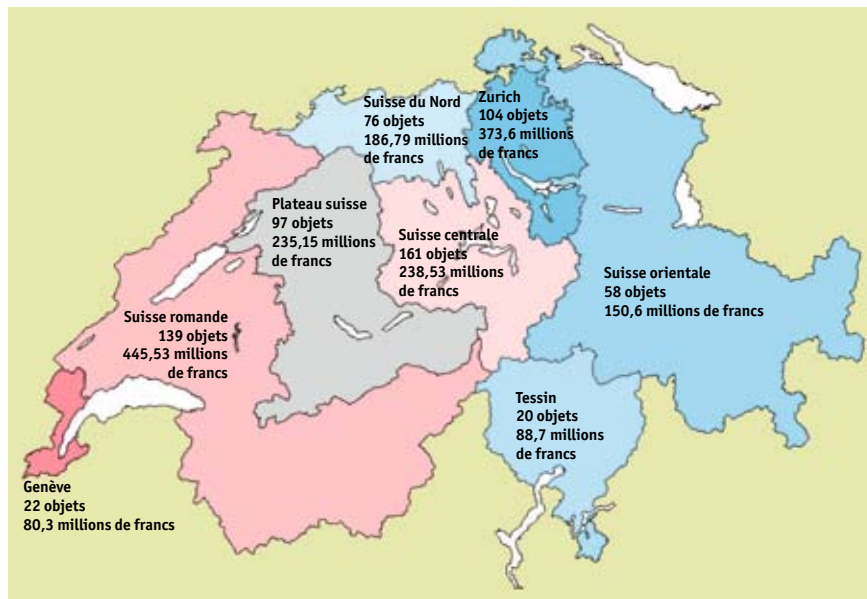 Suisse du Nord
76 objets
186,79 millions
de francs
Zurich
104 objets
373,6 millions
de francs
Plateau suisse
97 objets
235,15 millions
de francs
Suisse centrale
161 objets
238,53 millions
de francs
Suisse orientale
58 objets
150,6 millions de francs
Suisse romande
139 objets
445,53 millions
de francs
Tessin
20 objets
88,7 millions
de francs
Genève
22 objets
80,3 millions de francs